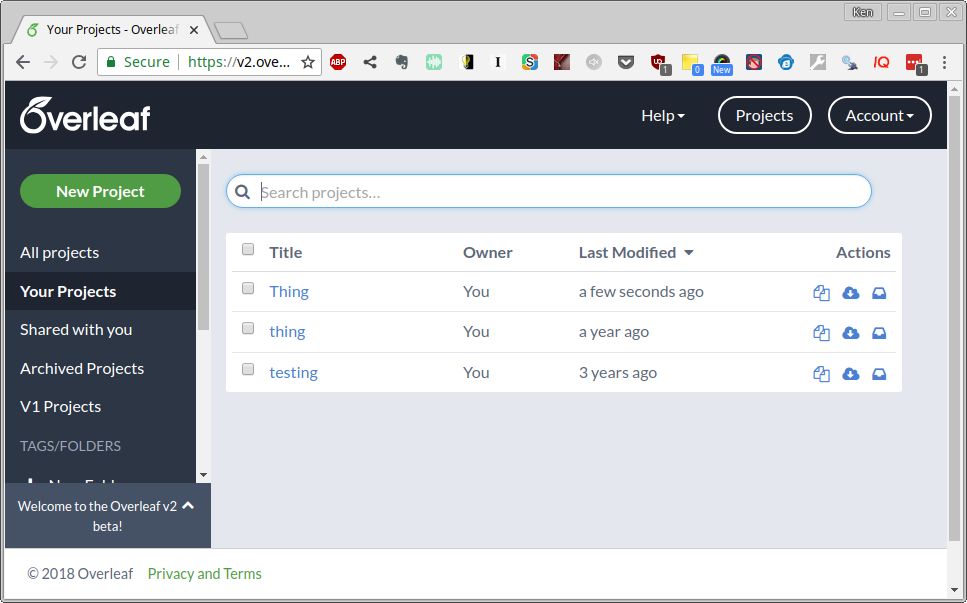 Ken
Your Projects - Overleaf
Secure https://v2.ove...
ABP I S IQ
1 0 New 1
Overleaf
Help Projects Account
New Project
Search projects...
All projects
Your Projects
Shared with you
Archived Projects
V1 Projects
TAGS/FOLDERS
Title Owner Last Modified Actions
Thing You a few seconds ago
thing You a year ago
testing You 3 years ago
Welcome to the Overleaf v2
beta!
© 2018 Overleaf Privacy and Terms